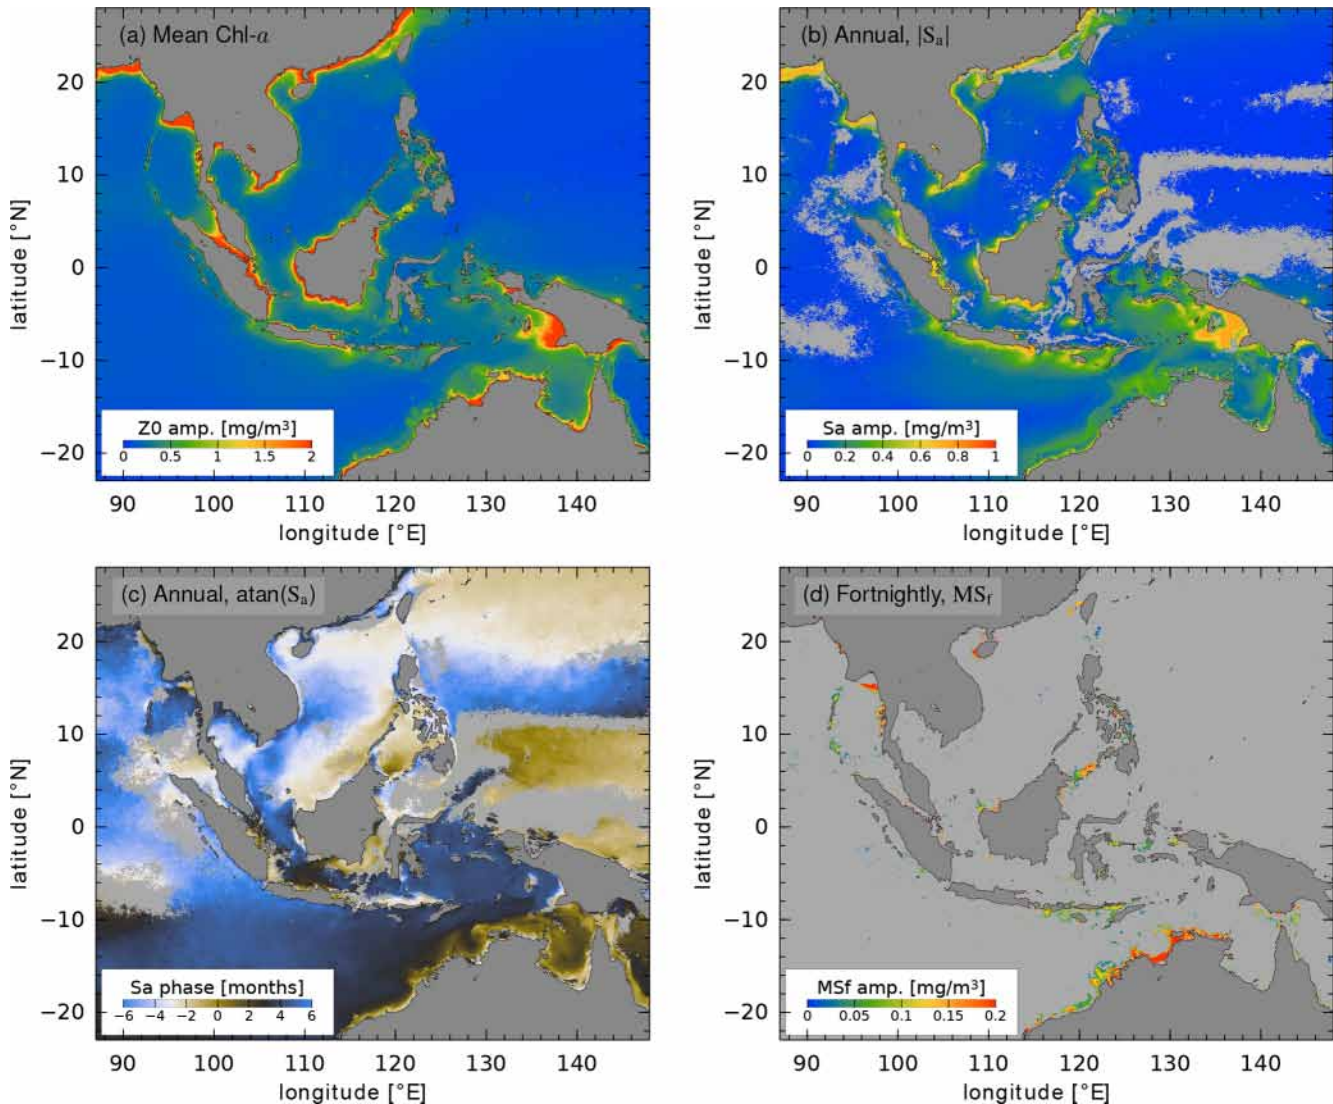 (a) Mean Chl-a
20
10
0
−10
−20
latitude [°N]
Z0 amp. [mg/m³]
0 0.5 1 1.5 2
90 100 110 120 130 140
longitude [°E]
(b) Annual, |Sₐ|
20
10
0
−10
−20
latitude [°N]
Sa amp. [mg/m³]
0 0.2 0.4 0.6 0.8 1
90 100 110 120 130 140
longitude [°E]
(c) Annual, atan(Sₐ)
20
10
0
−10
−20
latitude [°N]
Sa phase [months]
−6 −4 −2 0 2 4 6
90 100 110 120 130 140
longitude [°E]
(d) Fortnightly, MS_f
20
10
0
−10
−20
latitude [°N]
MSf amp. [mg/m³]
0 0.05 0.1 0.15 0.2
90 100 110 120 130 140
longitude [°E]